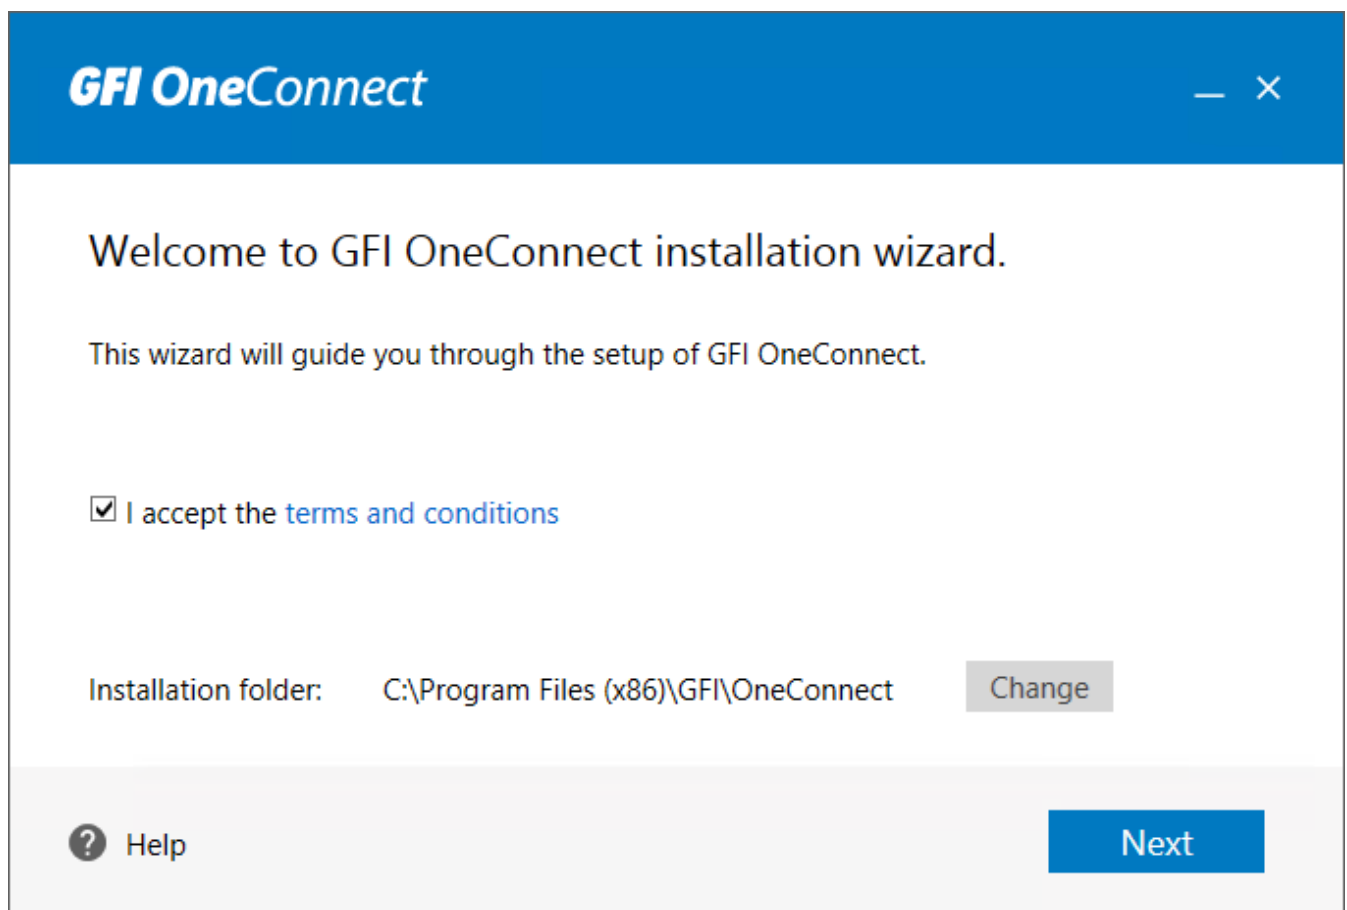 GFI OneConnect
Welcome to GFI OneConnect installation wizard.
This wizard will guide you through the setup of GFI OneConnect.
I accept the terms and conditions
Installation folder: C:\Program Files (x86)\GFI\OneConnect Change
? Help Next